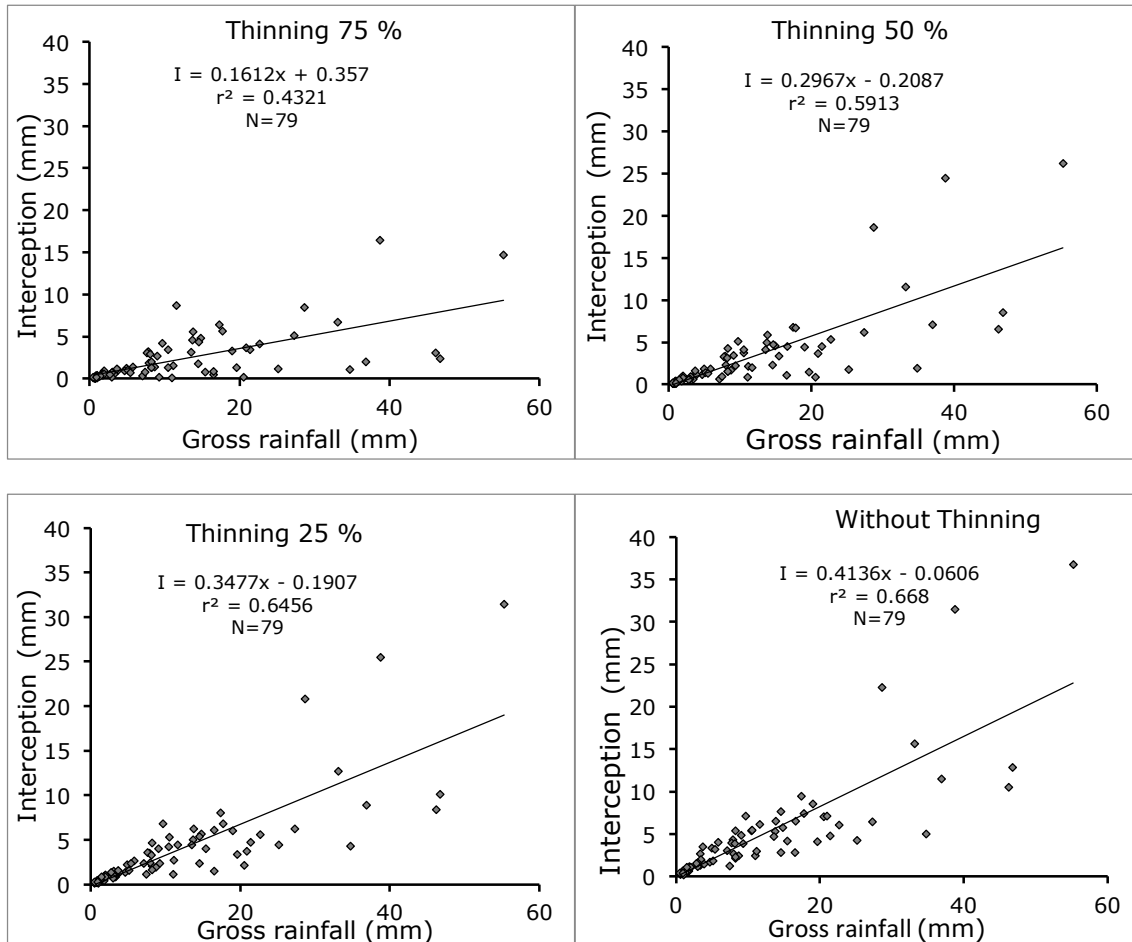 Thinning 75 %
I = 0.1612x + 0.357
r² = 0.4321
N=79
Interception (mm)
40
35
30
25
20
15
10
5
0
0 20 40 60
Gross rainfall (mm)
Thinning 50 %
I = 0.2967x - 0.2087
r² = 0.5913
N=79
Interception (mm)
40
35
30
25
20
15
10
5
0
0 20 40 60
Gross rainfall (mm)
Thinning 25 %
I = 0.3477x - 0.1907
r² = 0.6456
N=79
Interception (mm)
40
35
30
25
20
15
10
5
0
0 20 40 60
Gross rainfall (mm)
Without Thinning
I = 0.4136x - 0.0606
r² = 0.668
N=79
Interception (mm)
40
35
30
25
20
15
10
5
0
0 20 40 60
Gross rainfall (mm)